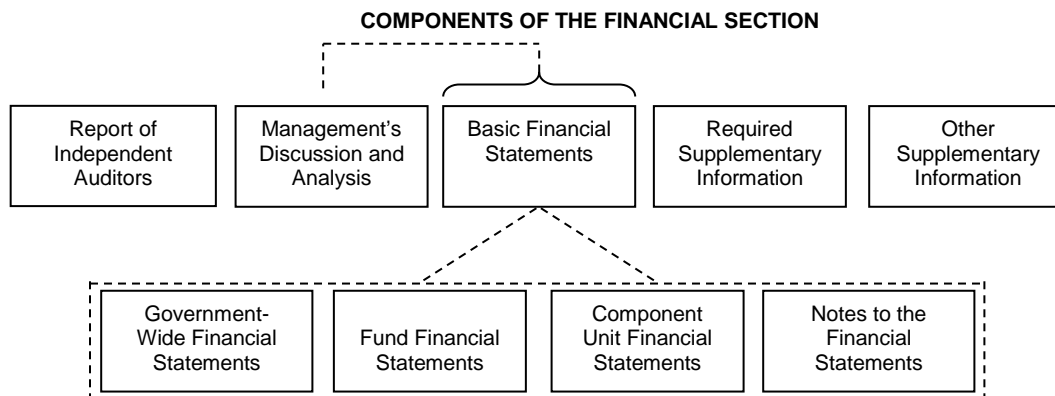 COMPONENTS OF THE FINANCIAL SECTION
Report of
Independent
Auditors
Management’s
Discussion and
Analysis
Basic Financial
Statements
Required
Supplementary
Information
Other
Supplementary
Information
Government-
Wide Financial
Statements
Fund Financial
Statements
Component
Unit Financial
Statements
Notes to the
Financial
Statements